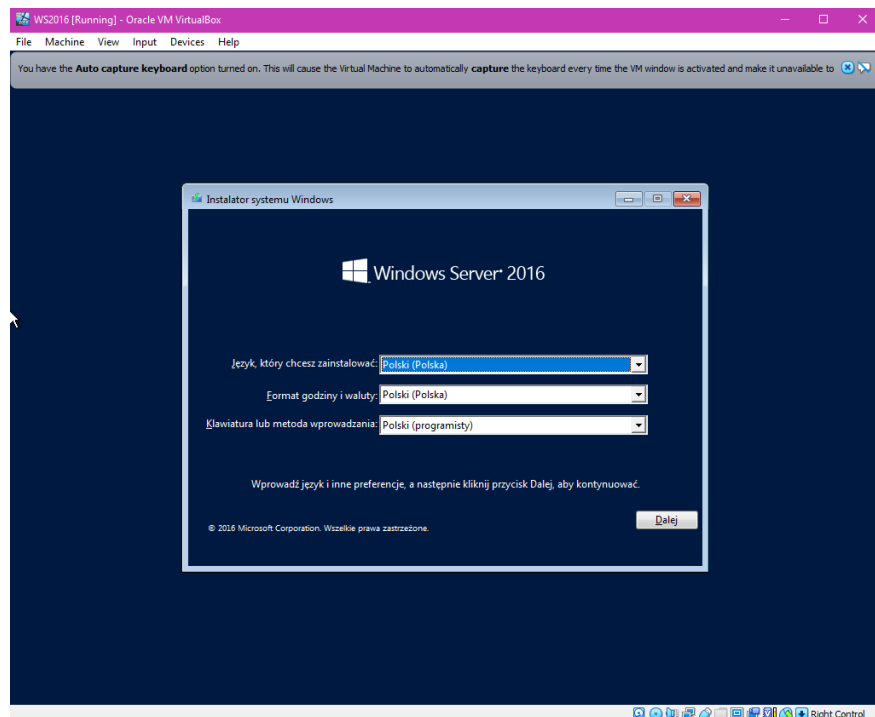 WS2016 [Running] - Oracle VM VirtualBox
File Machine View Input Devices Help
You have the Auto capture keyboard option turned on. This will cause the Virtual Machine to automatically capture the keyboard every time the VM window is activated and make it unavailable to
Instalator systemu Windows
Windows Server 2016
Język, który chcesz zainstalować: Polski (Polska)
Format godziny i waluty: Polski (Polska)
Klawiatura lub metoda wprowadzania: Polski (programisty)
Wprowadź język i inne preferencje, a następnie kliknij przycisk Dalej, aby kontynuować.
Dalej
© 2016 Microsoft Corporation. Wszelkie prawa zastrzeżone.
Right Control